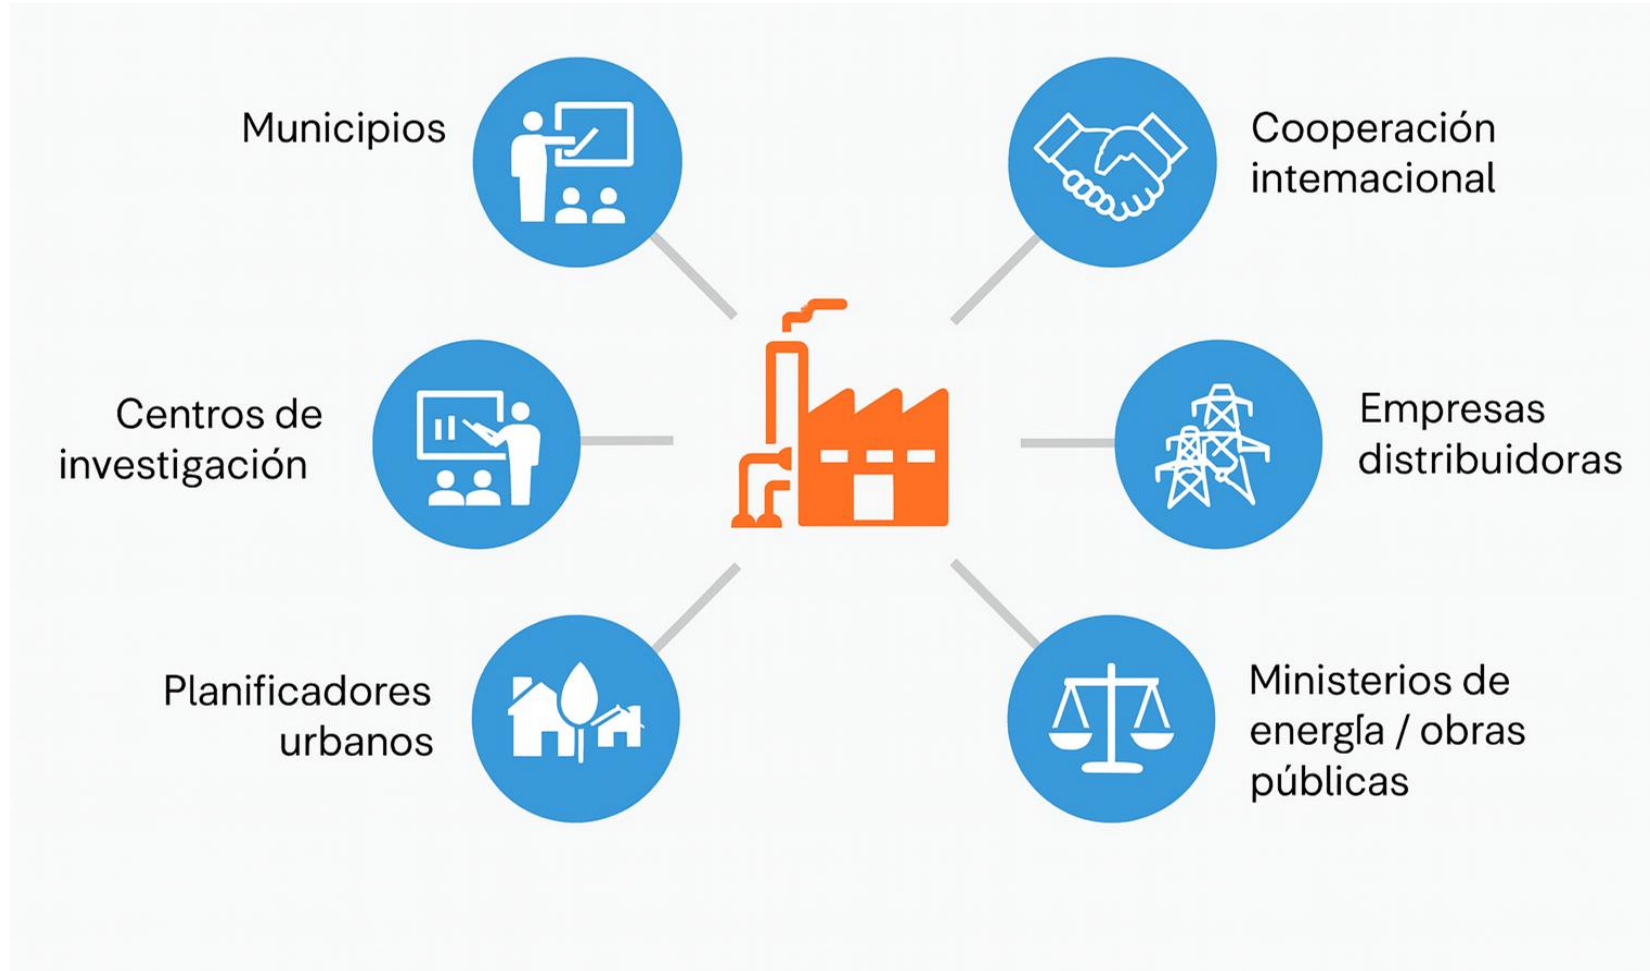 Municipios
Cooperación
intemacional
Centros de
investigación
Empresas
distribuidoras
Planificadores
urbanos
Ministerios de
energía / obras
públicas